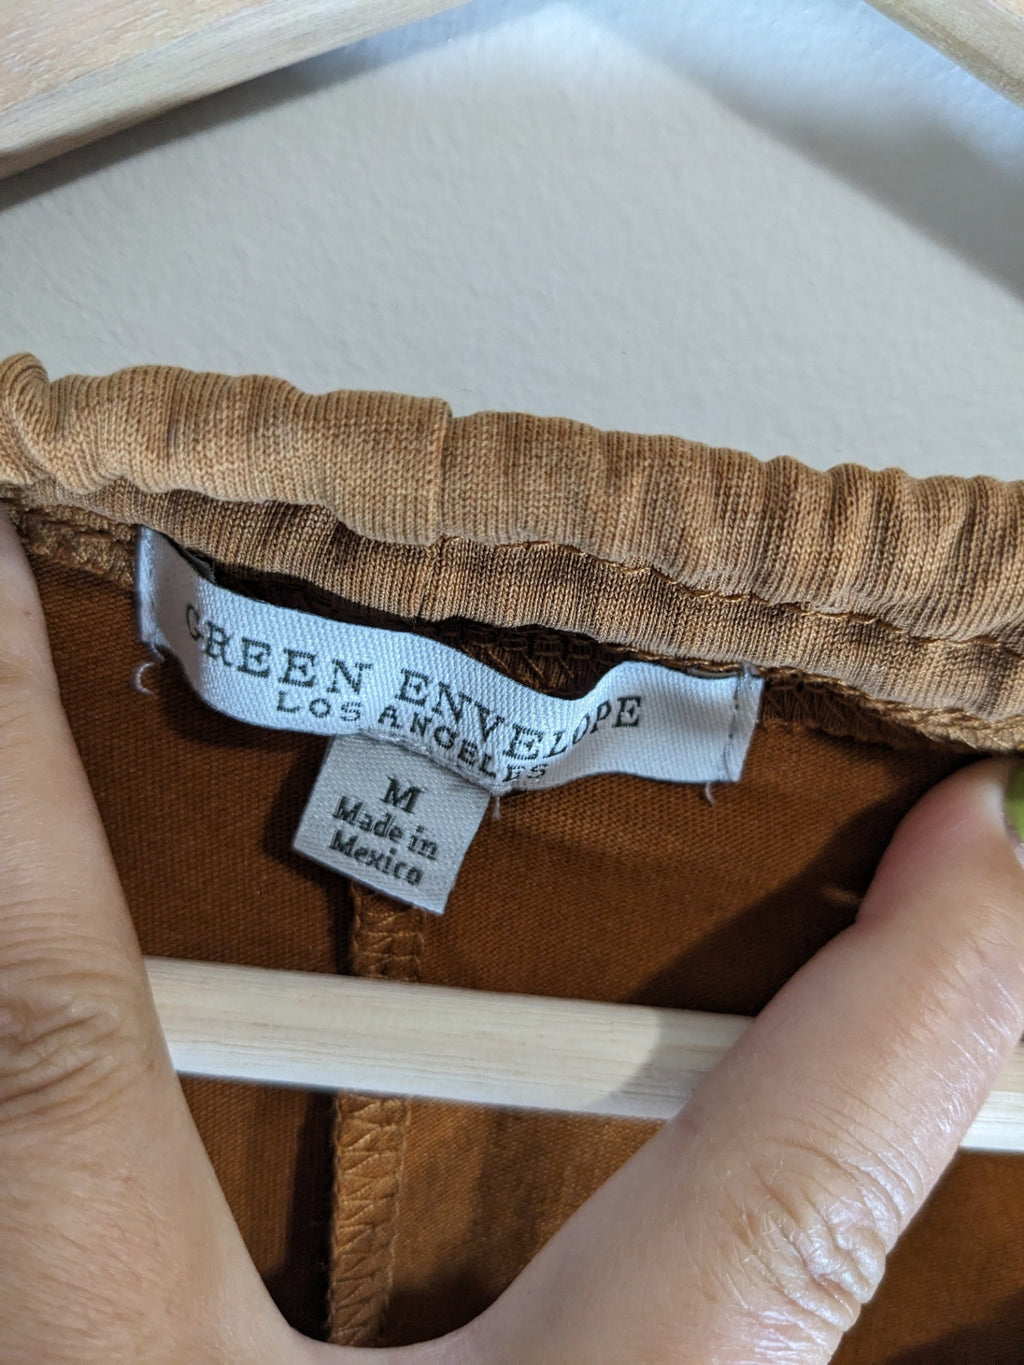 GREEN ENVELOPE
LOS ANGELES
M
Made in
Mexico